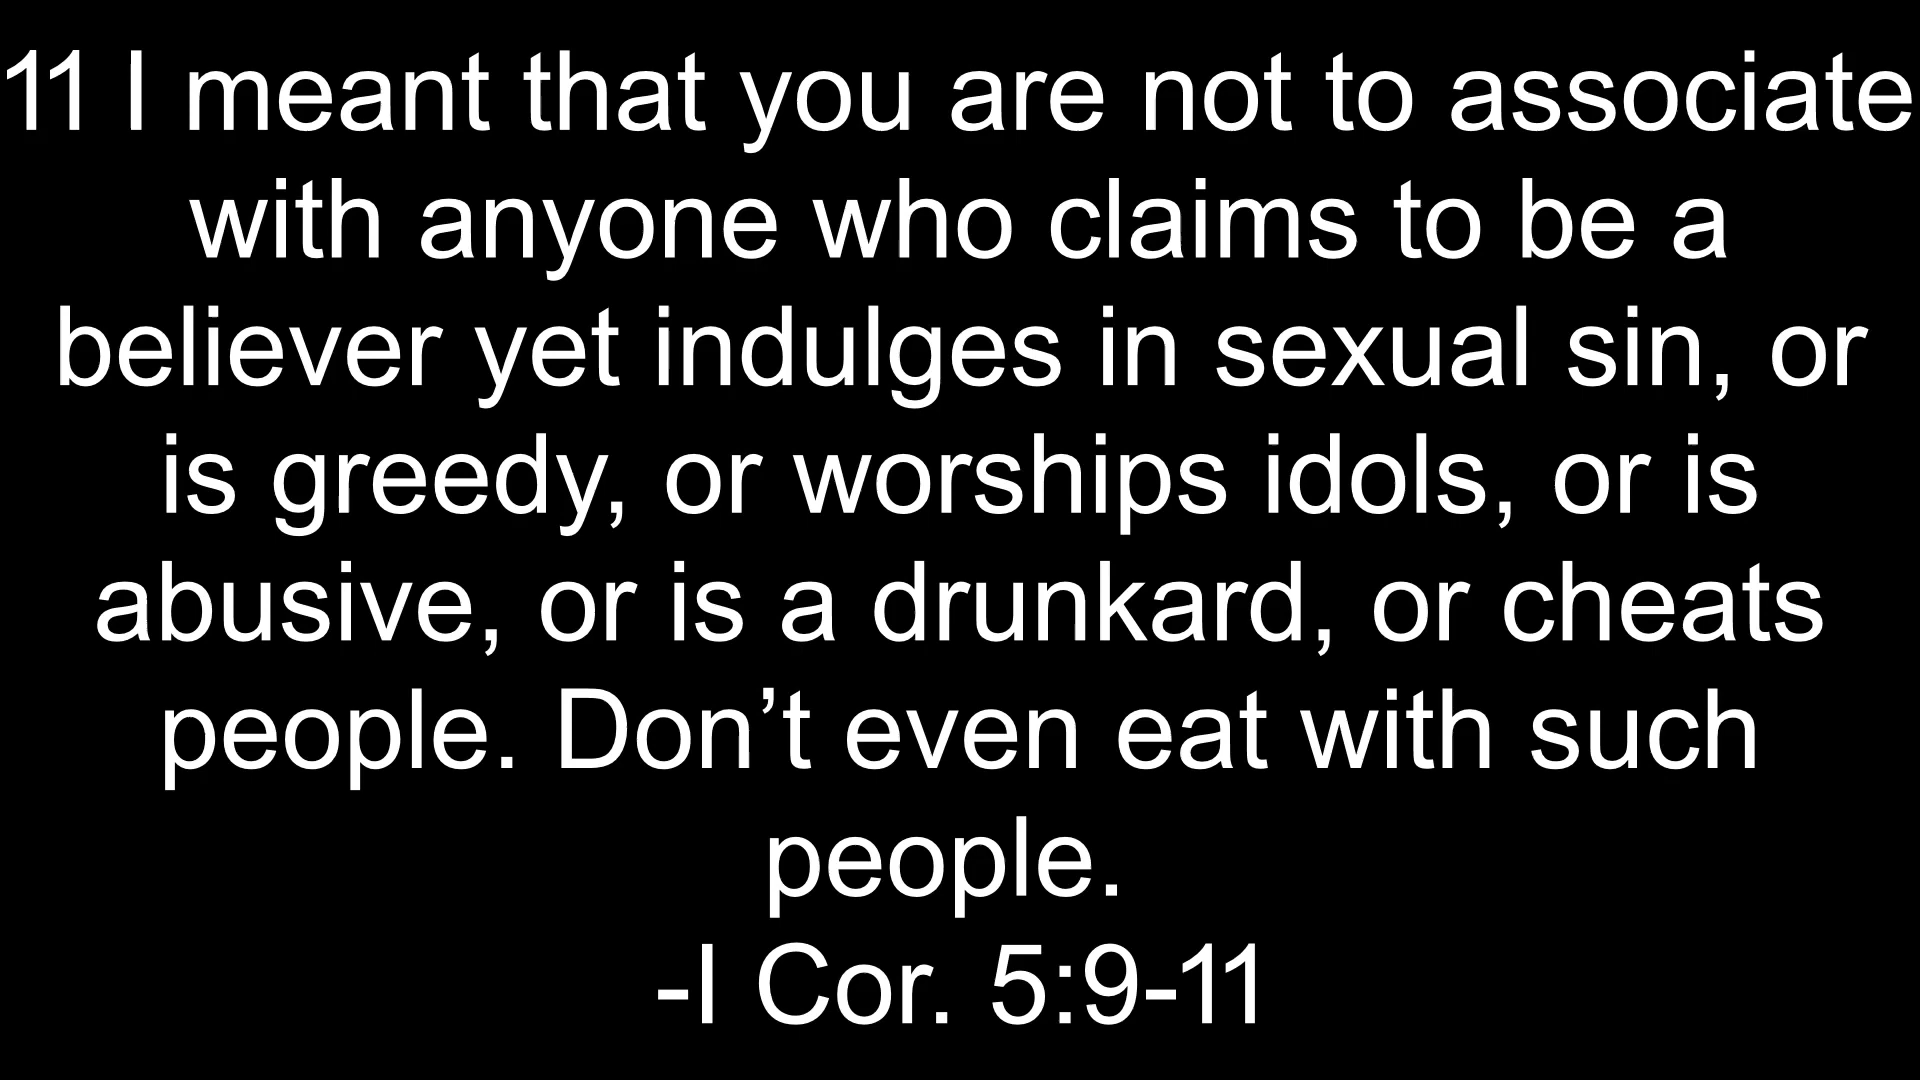 11 I meant that you are not to associate
with anyone who claims to be a
believer yet indulges in sexual sin, or
is greedy, or worships idols, or is
abusive, or is a drunkard, or cheats
people. Don’t even eat with such
people.
-I Cor. 5:9-11